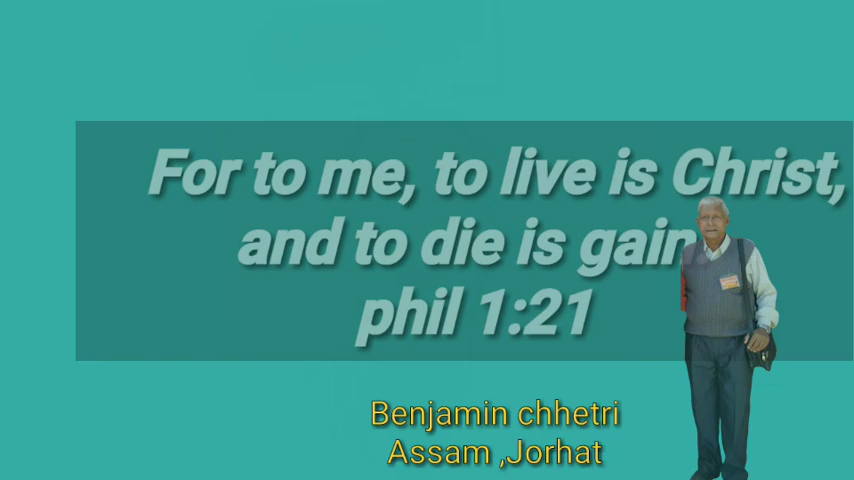 For to me, to live is Christ,
and to die is gain
phil 1:21
Benjamin chhetri
Assam ,Jorhat